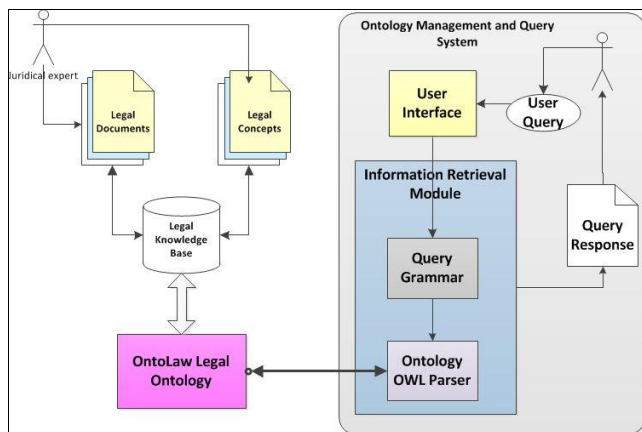 Ontology Management and Query
System
Juridical expert
Legal
Documents
Legal
Concepts
User
Interface
User
Query
Information Retrieval
Module
Legal
Knowledge
Base
Query
Grammar
Query
Response
OntoLaw Legal
Ontology
Ontology
OWL Parser